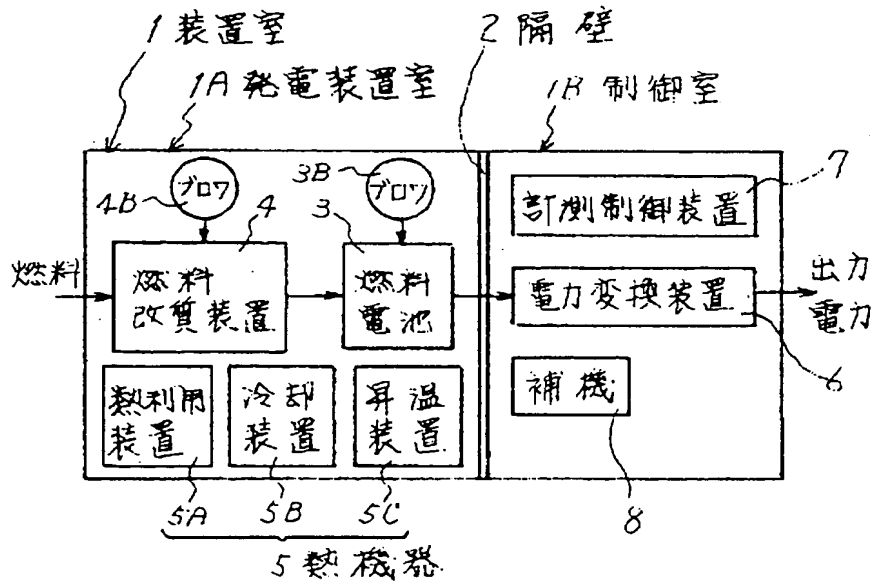 1 装置室
2 隔壁
1A 発電装置室
1B 制御室
ブロワ
4B
3B
ブロワ
4
3
7
計測制御装置
燃料
燃料
改質装置
燃料
電池
電力変換装置
出力
電力
6
補機
8
熱利用
装置
冷却
装置
昇温
装置
5A
5B
5C
5 熱機器